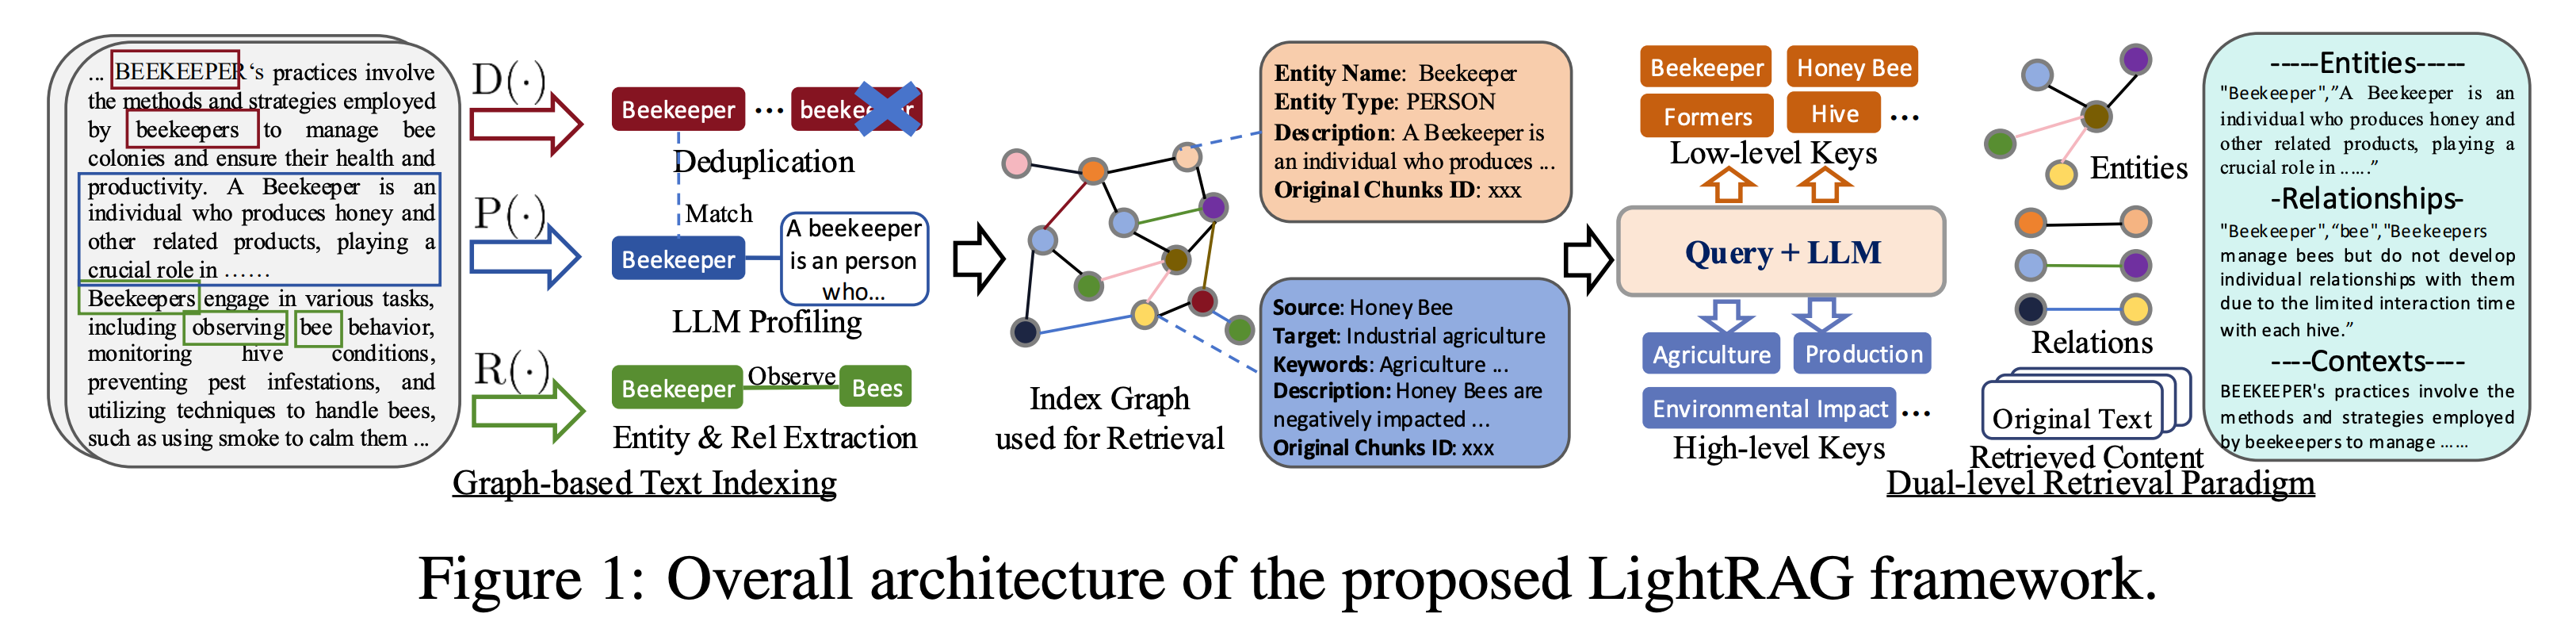 ... BEEKEEPER‘s practices involve
the methods and strategies employed
by beekeepers to manage bee
colonies and ensure their health and
productivity. A Beekeeper is an
individual who produces honey and
other related products, playing a
crucial role in ……
Beekeepers engage in various tasks,
including observing bee behavior,
monitoring hive conditions,
preventing pest infestations, and
utilizing techniques to handle bees,
such as using smoke to calm them ...
D(·)
Beekeeper ... beekeeper
Deduplication
Match
P(·)
Beekeeper
A beekeeper
is an person
who...
LLM Profiling
R(·)
Beekeeper Observe Bees
Entity & Rel Extraction
Graph-based Text Indexing
Index Graph
used for Retrieval
Entity Name: Beekeeper
Entity Type: PERSON
Description: A Beekeeper is
an individual who produces ...
Original Chunks ID: xxx
Source: Honey Bee
Target: Industrial agriculture
Keywords: Agriculture ...
Description: Honey Bees are
negatively impacted ...
Original Chunks ID: xxx
Beekeeper Honey Bee
Formers Hive ...
Low-level Keys
Query + LLM
Agriculture Production
Environmental Impact ...
High-level Keys
Entities
Relations
Original Text
Retrieved Content
Dual-level Retrieval Paradigm
-----Entities-----
"Beekeeper",”A Beekeeper is an
individual who produces honey and
other related products, playing a
crucial role in ……”
-Relationships-
"Beekeeper",“bee","Beekeepers
manage bees but do not develop
individual relationships with them
due to the limited interaction time
with each hive.”
----Contexts----
BEEKEEPER's practices involve the
methods and strategies employed
by beekeepers to manage ……
Figure 1: Overall architecture of the proposed LightRAG framework.